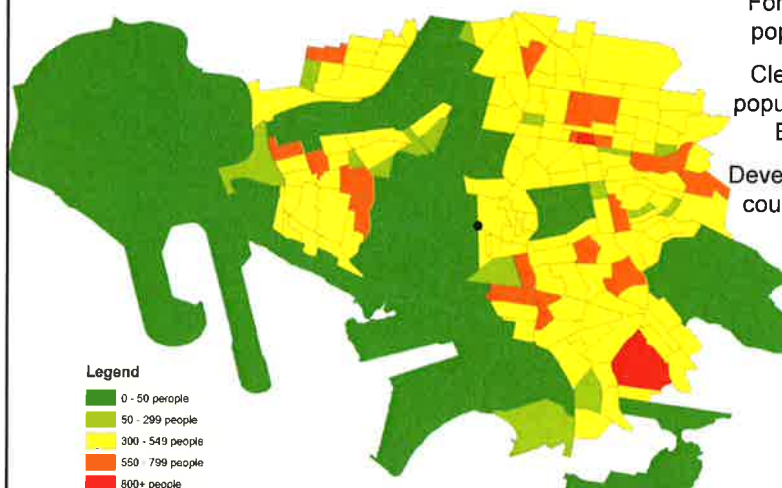 For
pop
Cle
popu
E
Deve
cou
Legend
0 - 50 perople
50 - 299 people
300 - 549 people
550 - 799 people
800+ people